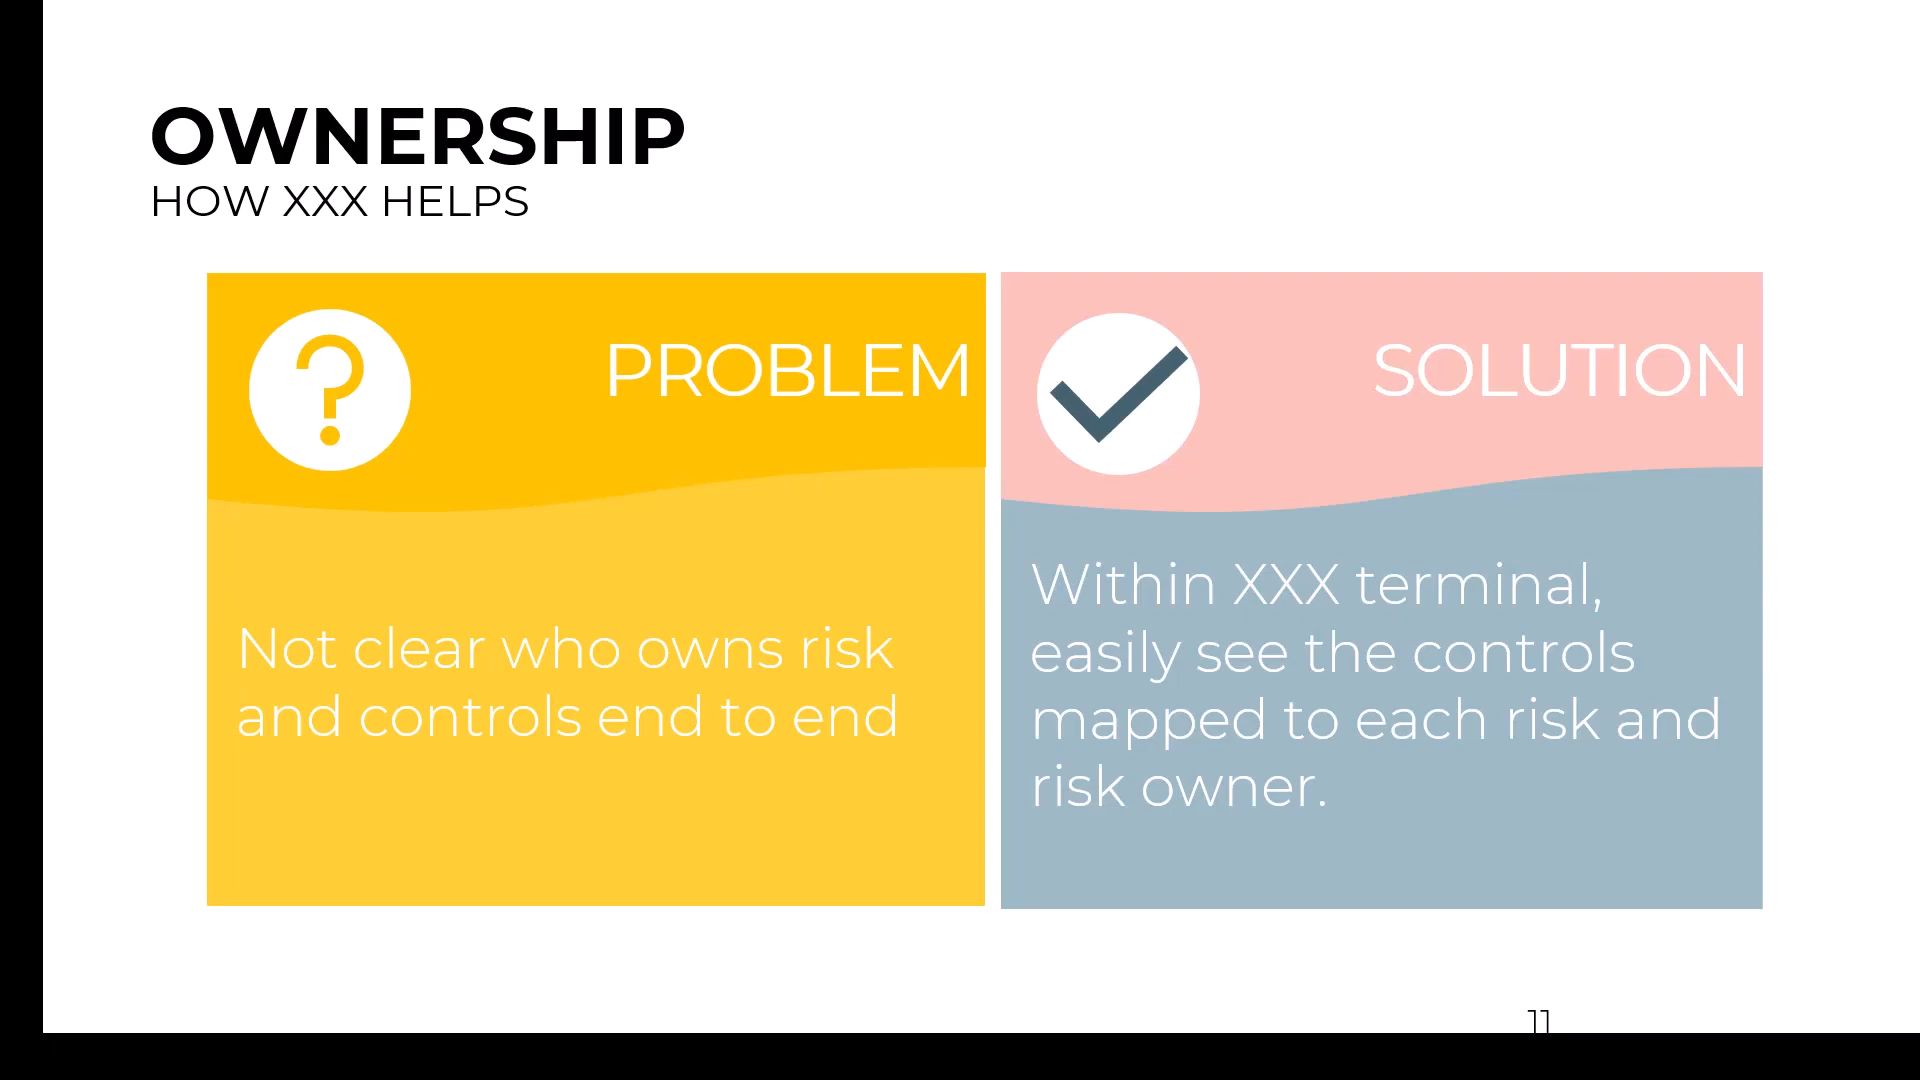 OWNERSHIP
HOW XXX HELPS
PROBLEM
Not clear who owns risk
and controls end to end
SOLUTION
Within XXX terminal,
easily see the controls
mapped to each risk and
risk owner.
11